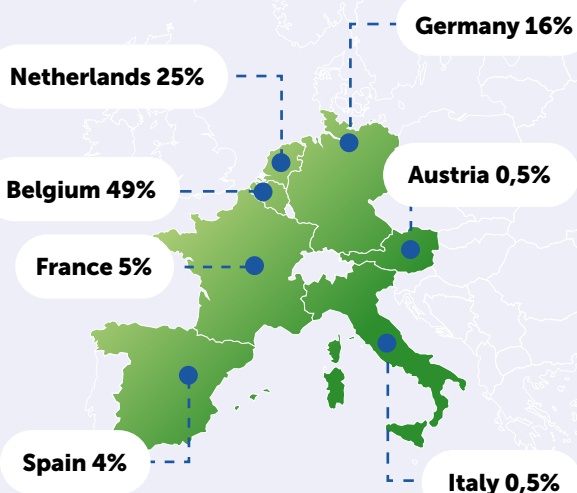 Germany 16%
Netherlands 25%
Austria 0,5%
Belgium 49%
France 5%
Spain 4%
Italy 0,5%